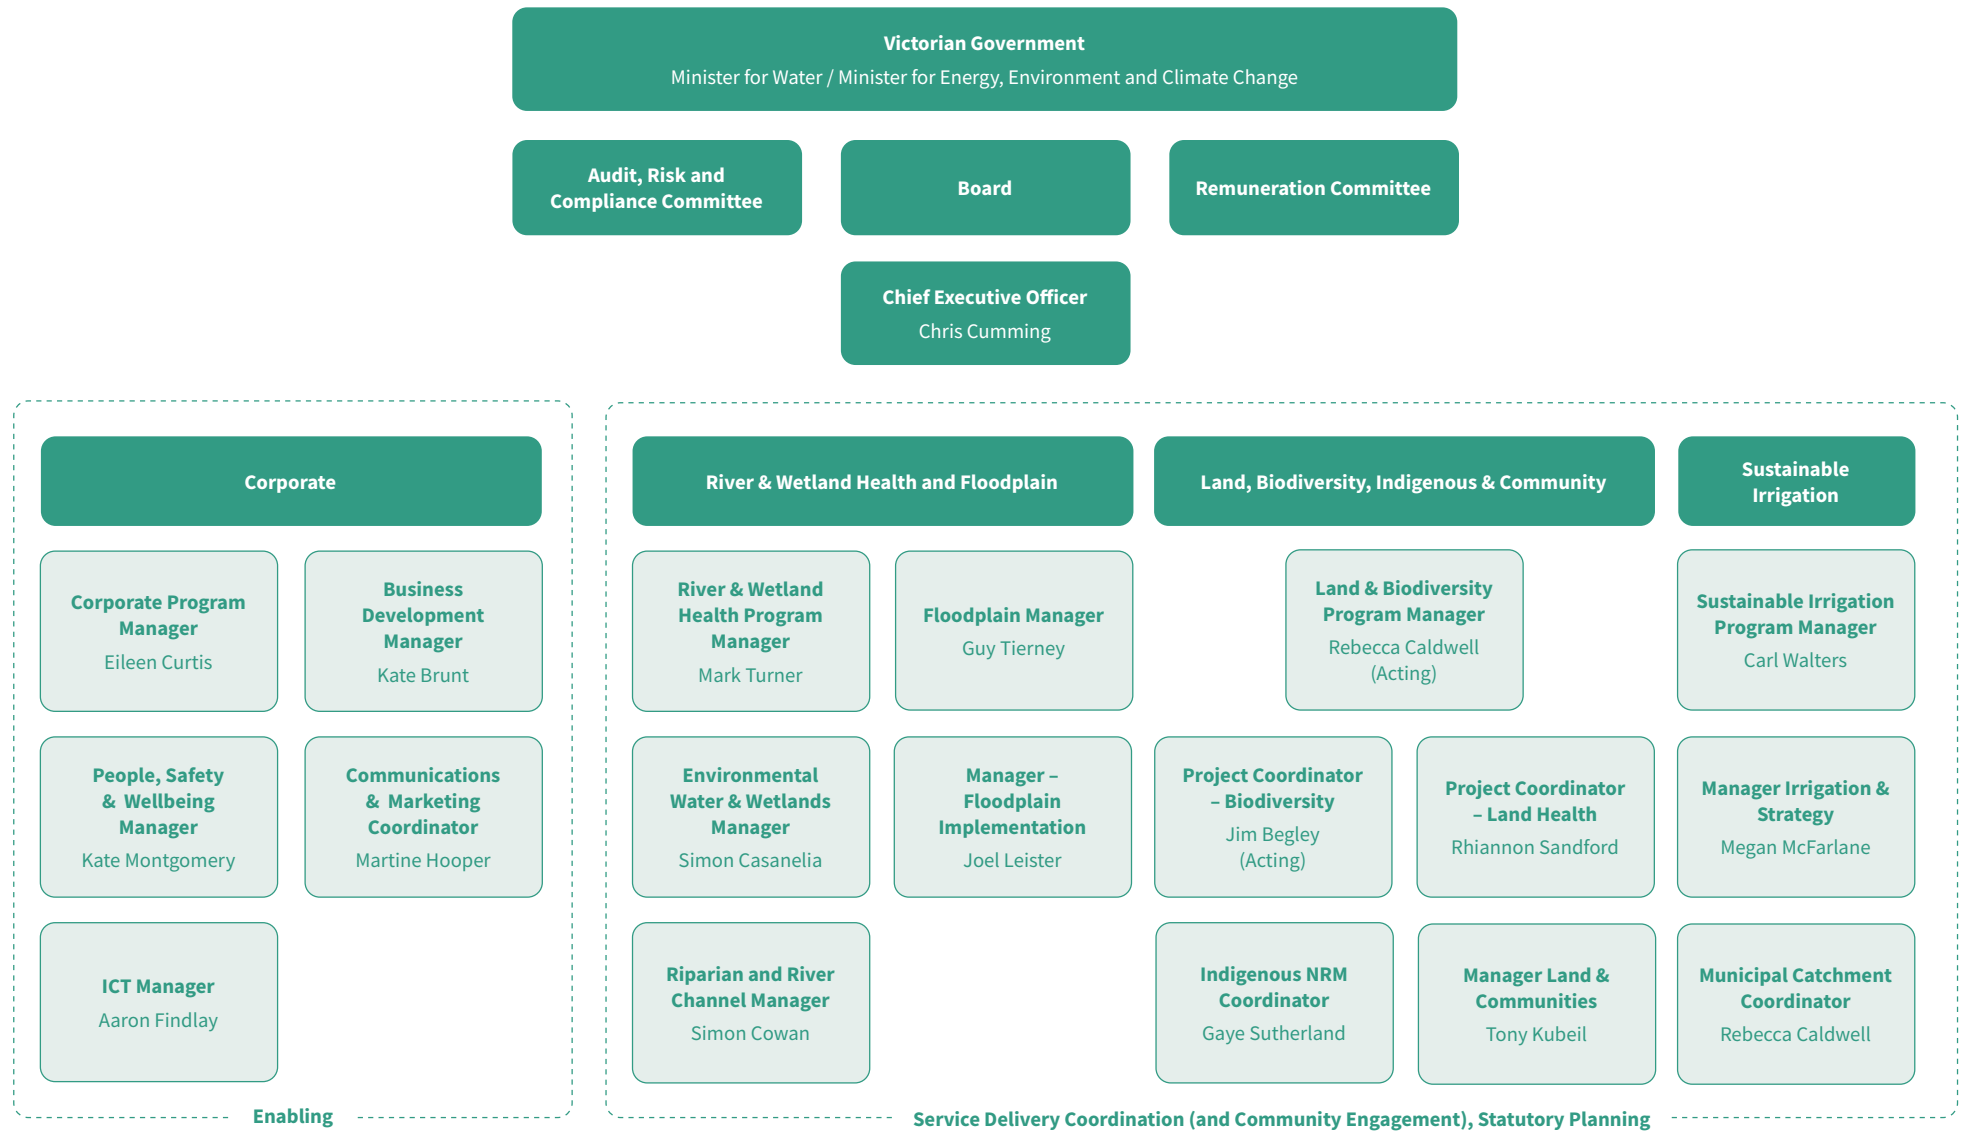 Victorian Government
Minister for Water / Minister for Energy, Environment and Climate Change
Audit, Risk and
Compliance Committee
Board
Remuneration Committee
Chief Executive Officer
Chris Cumming
Corporate
Corporate Program
Manager
Eileen Curtis
Business
Development
Manager
Kate Brunt
People, Safety
& Wellbeing
Manager
Kate Montgomery
Communications
& Marketing
Coordinator
Martine Hooper
ICT Manager
Aaron Findlay
Enabling
River & Wetland Health and Floodplain
River & Wetland
Health Program
Manager
Mark Turner
Floodplain Manager
Guy Tierney
Environmental
Water & Wetlands
Manager
Simon Casanelia
Manager –
Floodplain
Implementation
Joel Leister
Riparian and River
Channel Manager
Simon Cowan
Land, Biodiversity, Indigenous & Community
Land & Biodiversity
Program Manager
Rebecca Caldwell
(Acting)
Project Coordinator
– Biodiversity
Jim Begley
(Acting)
Project Coordinator
– Land Health
Rhiannon Sandford
Indigenous NRM
Coordinator
Gaye Sutherland
Manager Land &
Communities
Tony Kubeil
Sustainable
Irrigation
Sustainable Irrigation
Program Manager
Carl Walters
Manager Irrigation &
Strategy
Megan McFarlane
Municipal Catchment
Coordinator
Rebecca Caldwell
Service Delivery Coordination (and Community Engagement), Statutory Planning